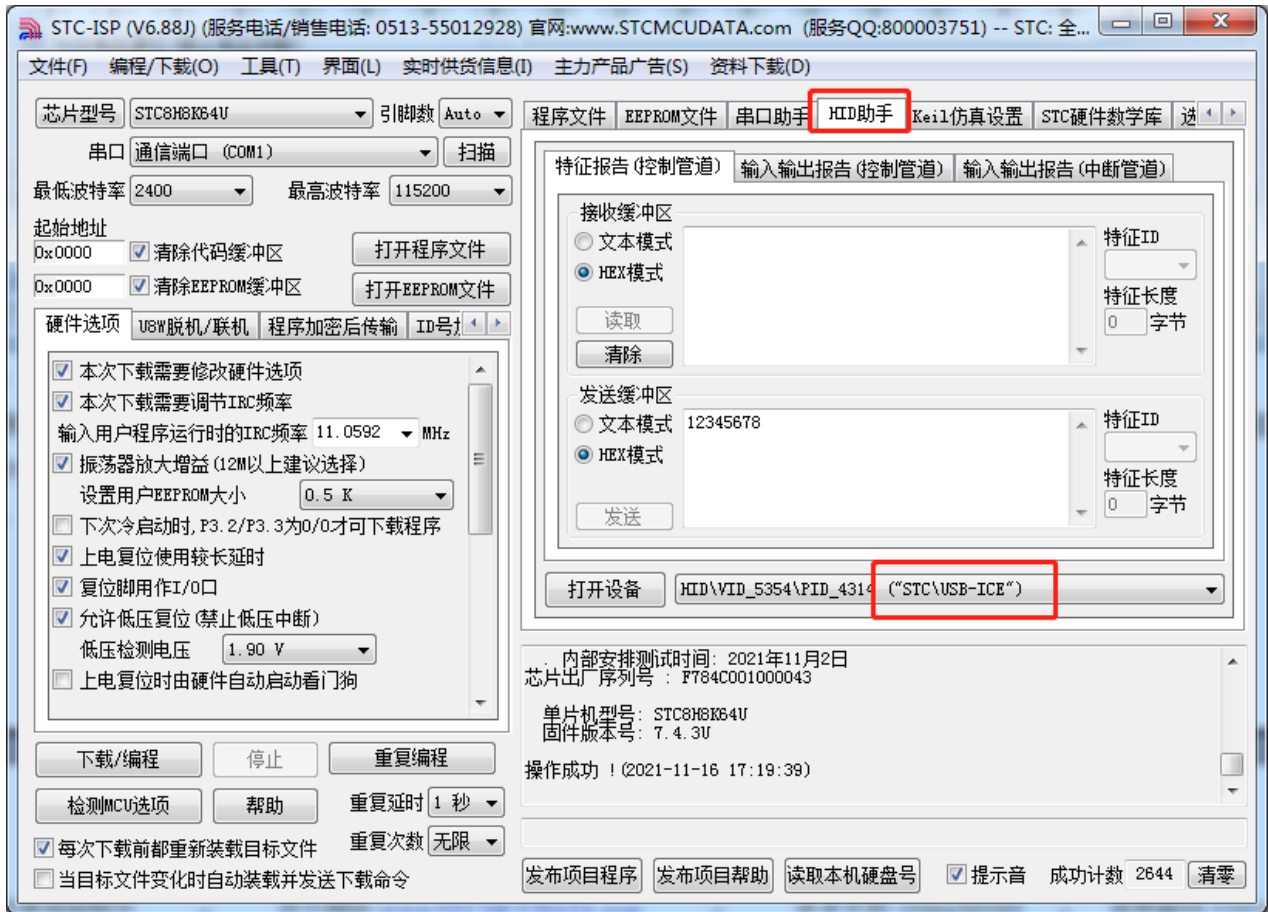 STC-ISP (V6.88J) (服务电话/销售电话: 0513-55012928) 官网:www.STCMCUDATA.com (服务QQ:800003751) -- STC: 全...
文件(F) 编程/下载(O) 工具(T) 界面(L) 实时供货信息(I) 主力产品广告(S) 资料下载(D)
芯片型号 STC8H8K64U 引脚数 Auto
串口 通信端口 (COM1) 扫描
最低波特率 2400 最高波特率 115200
起始地址
0x0000 清除代码缓冲区 打开程序文件
0x0000 清除EEPROM缓冲区 打开EEPROM文件
硬件选项 U8W脱机/联机 程序加密后传输 ID号
本次下载需要修改硬件选项
本次下载需要调节IRC频率
输入用户程序运行时的IRC频率 11.0592 MHz
振荡器放大增益(12M以上建议选择)
设置用户EEPROM大小 0.5 K
下次冷启动时,P3.2/P3.3为0/0才可下载程序
上电复位使用较长延时
复位脚用作I/O口
允许低压复位(禁止低压中断)
低压检测电压 1.90 V
上电复位时由硬件自动启动看门狗
下载/编程 停止 重复编程
检测MCU选项 帮助 重复延时 1 秒
重复次数 无限
每次下载前都重新装载目标文件
当目标文件变化时自动装载并发送下载命令
程序文件 EEPROM文件 串口助手 HID助手 Keil仿真设置 STC硬件数学库 选
特征报告(控制管道) 输入输出报告(控制管道) 输入输出报告(中断管道)
接收缓冲区
文本模式
HEX模式
读取
清除
特征ID
特征长度
0 字节
发送缓冲区
文本模式 12345678
HEX模式
发送
特征ID
特征长度
0 字节
打开设备 HID\VID_5354\PID_4314 ("STC\USB-ICE")
. 内部安排测试时间: 2021年11月2日
芯片出厂序列号 : F784C001000043
单片机型号: STC8H8K64U
固件版本号: 7.4.3U
操作成功 !(2021-11-16 17:19:39)
发布项目程序 发布项目帮助 读取本机硬盘号 提示音 成功计数 2644 清零